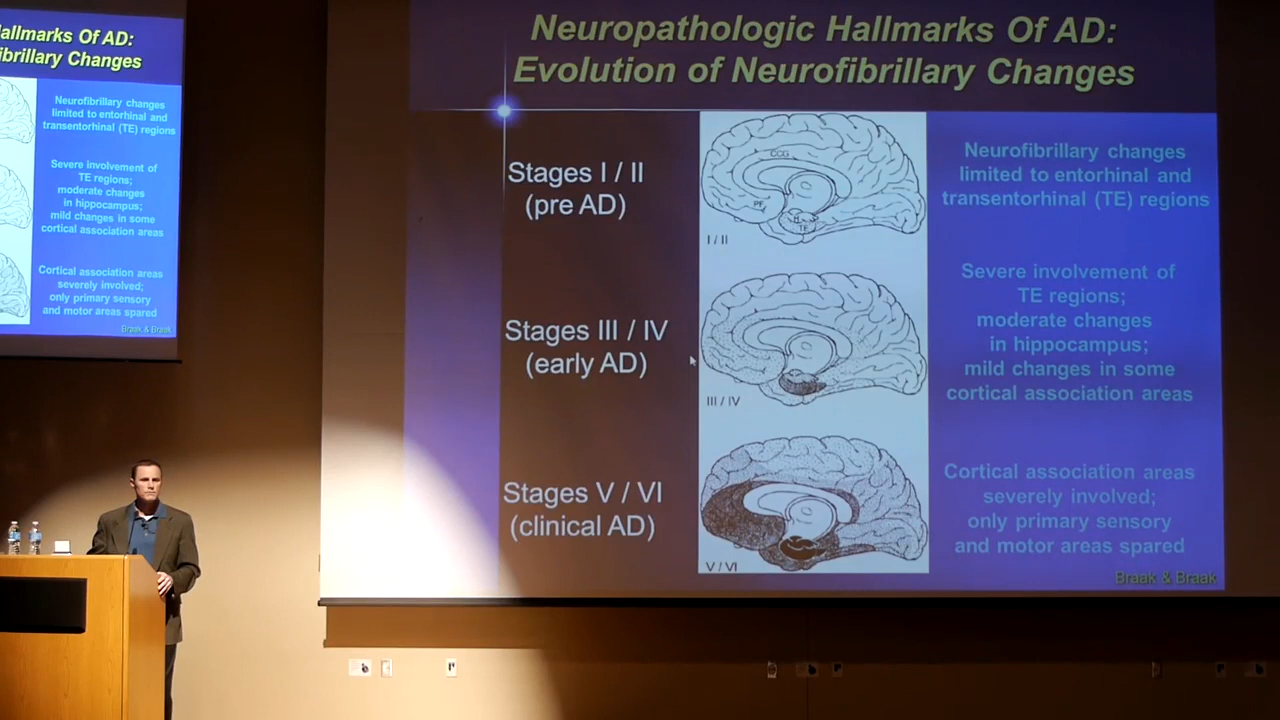 allmarks Of AD:
ibrillary Changes
Neurofibrillary changes
limited to entorhinal and
transentorhinal (TE) regions
Severe involvement of
TE regions;
moderate changes
in hippocampus;
mild changes in some
cortical association areas
Cortical association areas
severely involved;
only primary sensory
and motor areas spared
Braak & Braak
Neuropathologic Hallmarks Of AD:
Evolution of Neurofibrillary Changes
Stages I / II
(pre AD)
CCG
PF
H
TE
I / II
Neurofibrillary changes
limited to entorhinal and
transentorhinal (TE) regions
Stages III / IV
(early AD)
III / IV
Severe involvement of
TE regions;
moderate changes
in hippocampus;
mild changes in some
cortical association areas
Stages V / VI
(clinical AD)
V / VI
Cortical association areas
severely involved;
only primary sensory
and motor areas spared
Braak & Braak